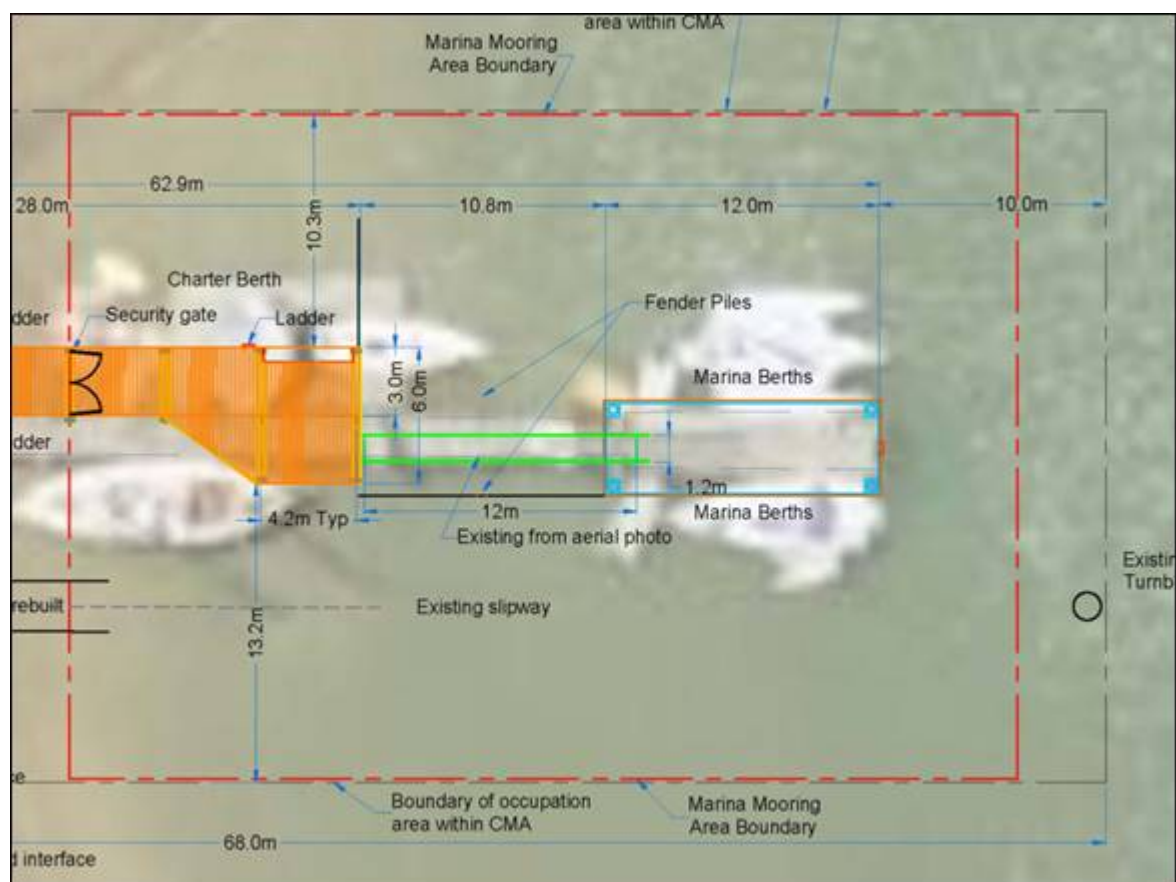 area within CMA
Marina Mooring
Area Boundary
62.9m
28.0m
10.8m
12.0m
10.0m
10.3m
Charter Berth
Security gate
Ladder
Fender Piles
dder
3.0m
6.0m
Marina Berths
dder
1.2m
4.2m Typ
12m
Marina Berths
Existing from aerial photo
Existin
Turnb
rebuilt
Existing slipway
13.2m
Boundary of occupation
area within CMA
Marina Mooring
Area Boundary
68.0m
d interface